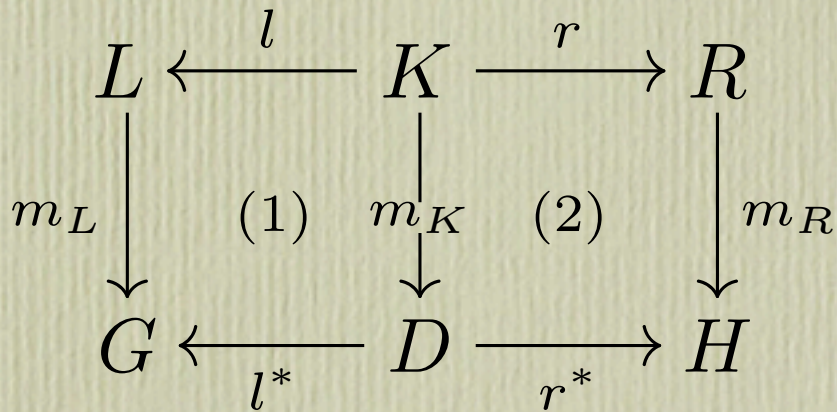 l r
L K R
m_L (1) m_K (2) m_R
G D H
l* r*